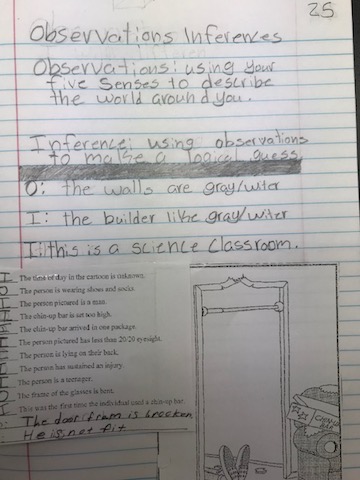 25
Observations Inferences
Observations: using your
five senses to describe
the world around you.
Inference: using observations
to make a logical guess
O: the walls are gray/witer
I: the builder like gray/witer
I: this is a science classroom.
The time of day in the cartoon is unknown.
The person is wearing shoes and socks.
The person pictured is a man.
The chin-up bar is set too high.
The chin-up bar arrived in one package.
The person pictured has less than 20/20 eyesight.
The person is lying on their back.
The person has sustained an injury.
The person is a teenager.
The frame of the glasses is bent.
This was the first time the individual used a chin-up bar.
The door fram is brocken
He is not fit